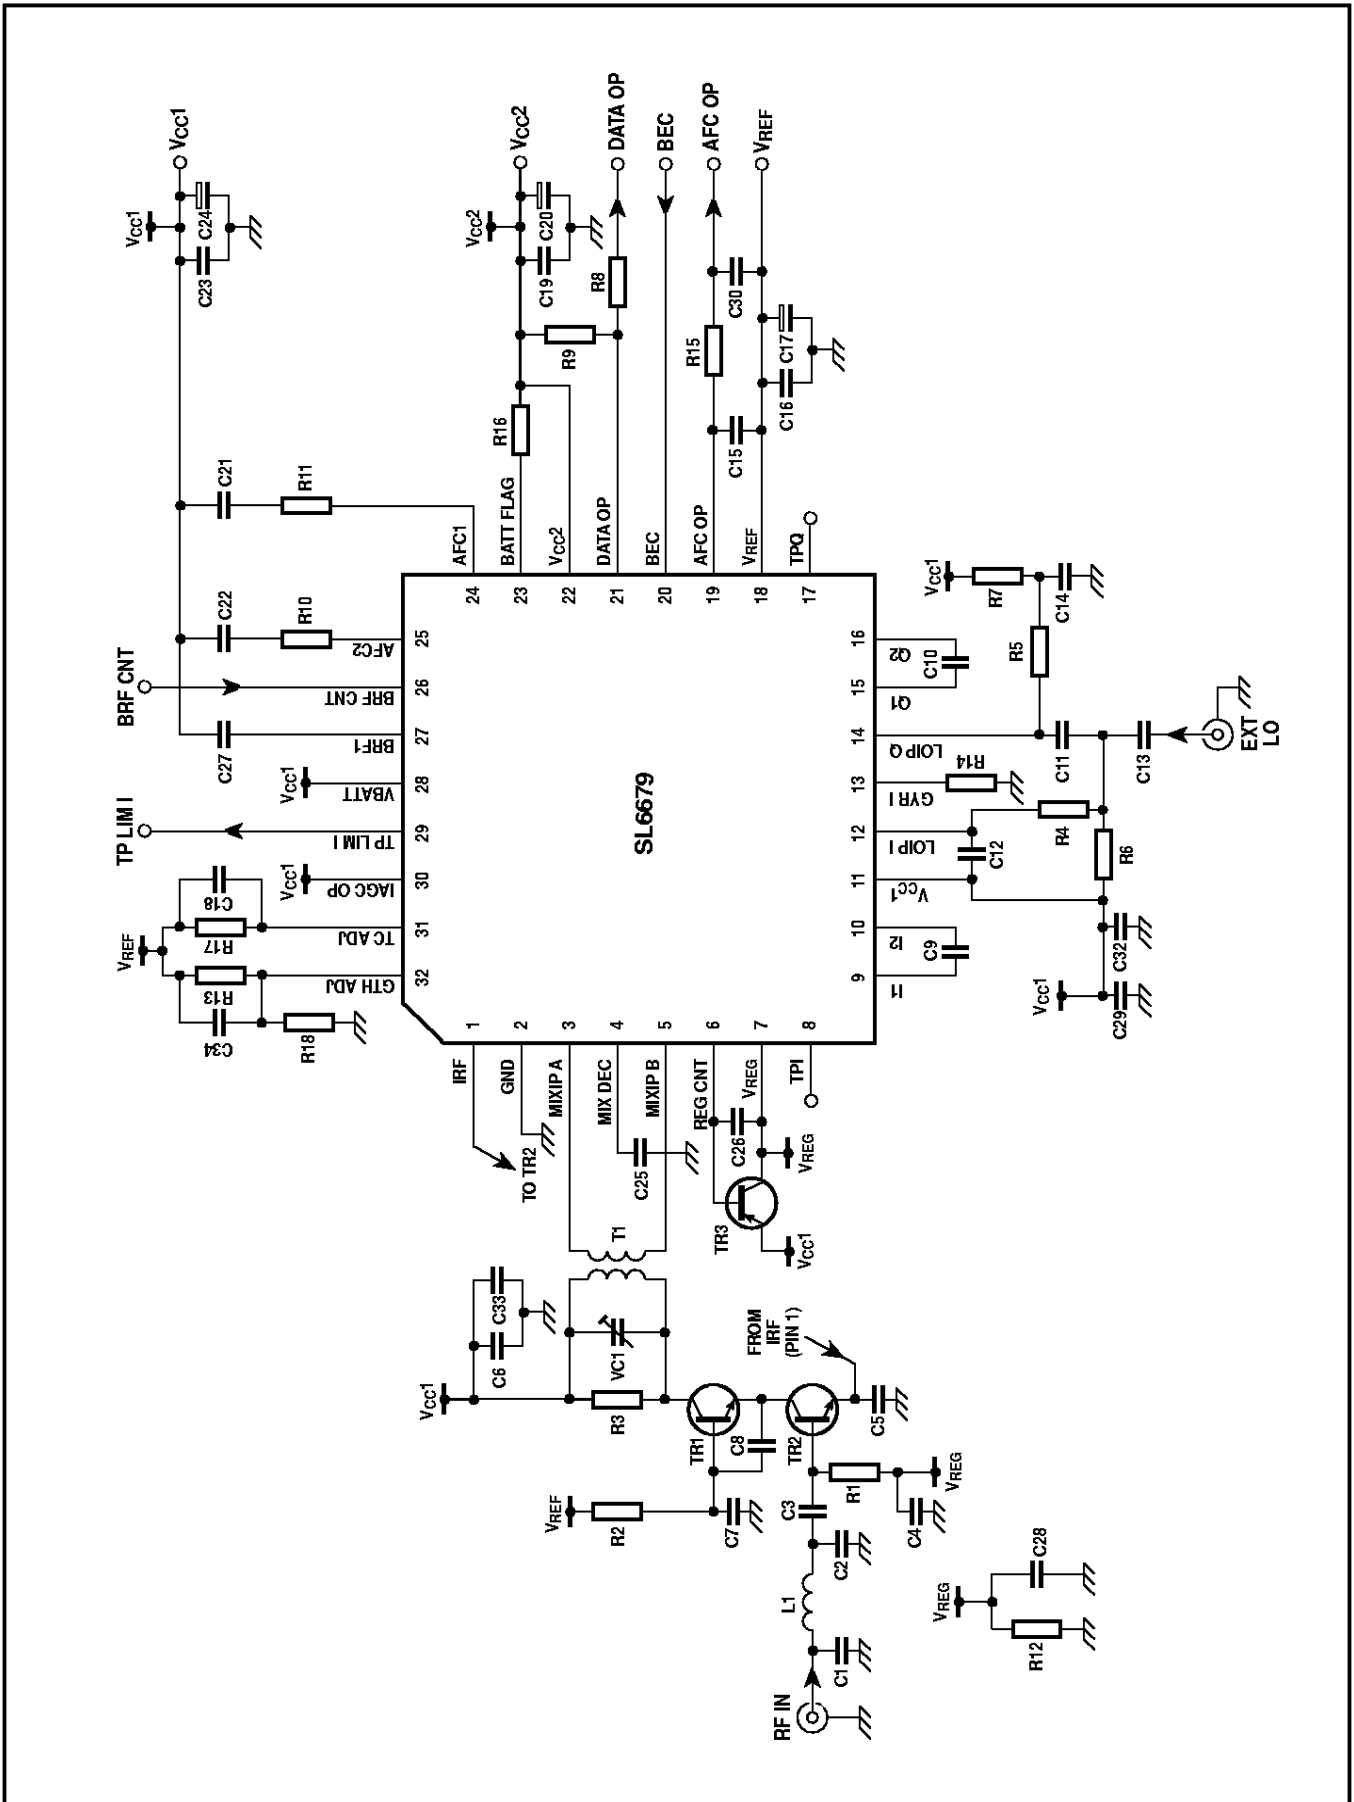 VCC1
VCC1
C24
C23
VCC2
VCC2
C20
C19
DATA OP
R8
R9
R16
BEC
AFC OP
C30
R15
C15
VREF
C17
C16
C21
R11
C22
R10
BRF CNT
C27
VCC1
TP LIM I
VCC1
C18
R17
VREF
R13
C34
R18
AFC1
BATT FLAG
VCC2
DATA OP
BEC
AFC OP
VREF
TPQ
24
23
22
21
20
19
18
17
AFC2
25
BRF CNT
26
BRF1
27
VBATT
28
TP LIM I
29
IAGC OP
30
TC ADJ
31
GTH ADJ
32
SL6679
16
Q2
15
Q1
14
LOIP Q
13
GYR I
12
LOIP I
11
VCC1
10
I2
9
I1
C10
VCC1
R7
C14
R5
C11
C13
EXT
LO
R14
R4
C12
R6
C9
C32
VCC1
C29
1
2
3
4
5
6
7
8
IRF
GND
MIXIP A
MIX DEC
MIXIP B
REG CNT
VREG
TPI
TO TR2
C25
C26
VREG
TR3
VCC1
T1
C33
C6
VCC1
VC1
R3
FROM
IRF
(PIN 1)
TR1
C8
TR2
C5
VREF
R2
C7
C3
R1
VREG
C4
C2
L1
C1
RF IN
VREG
C28
R12